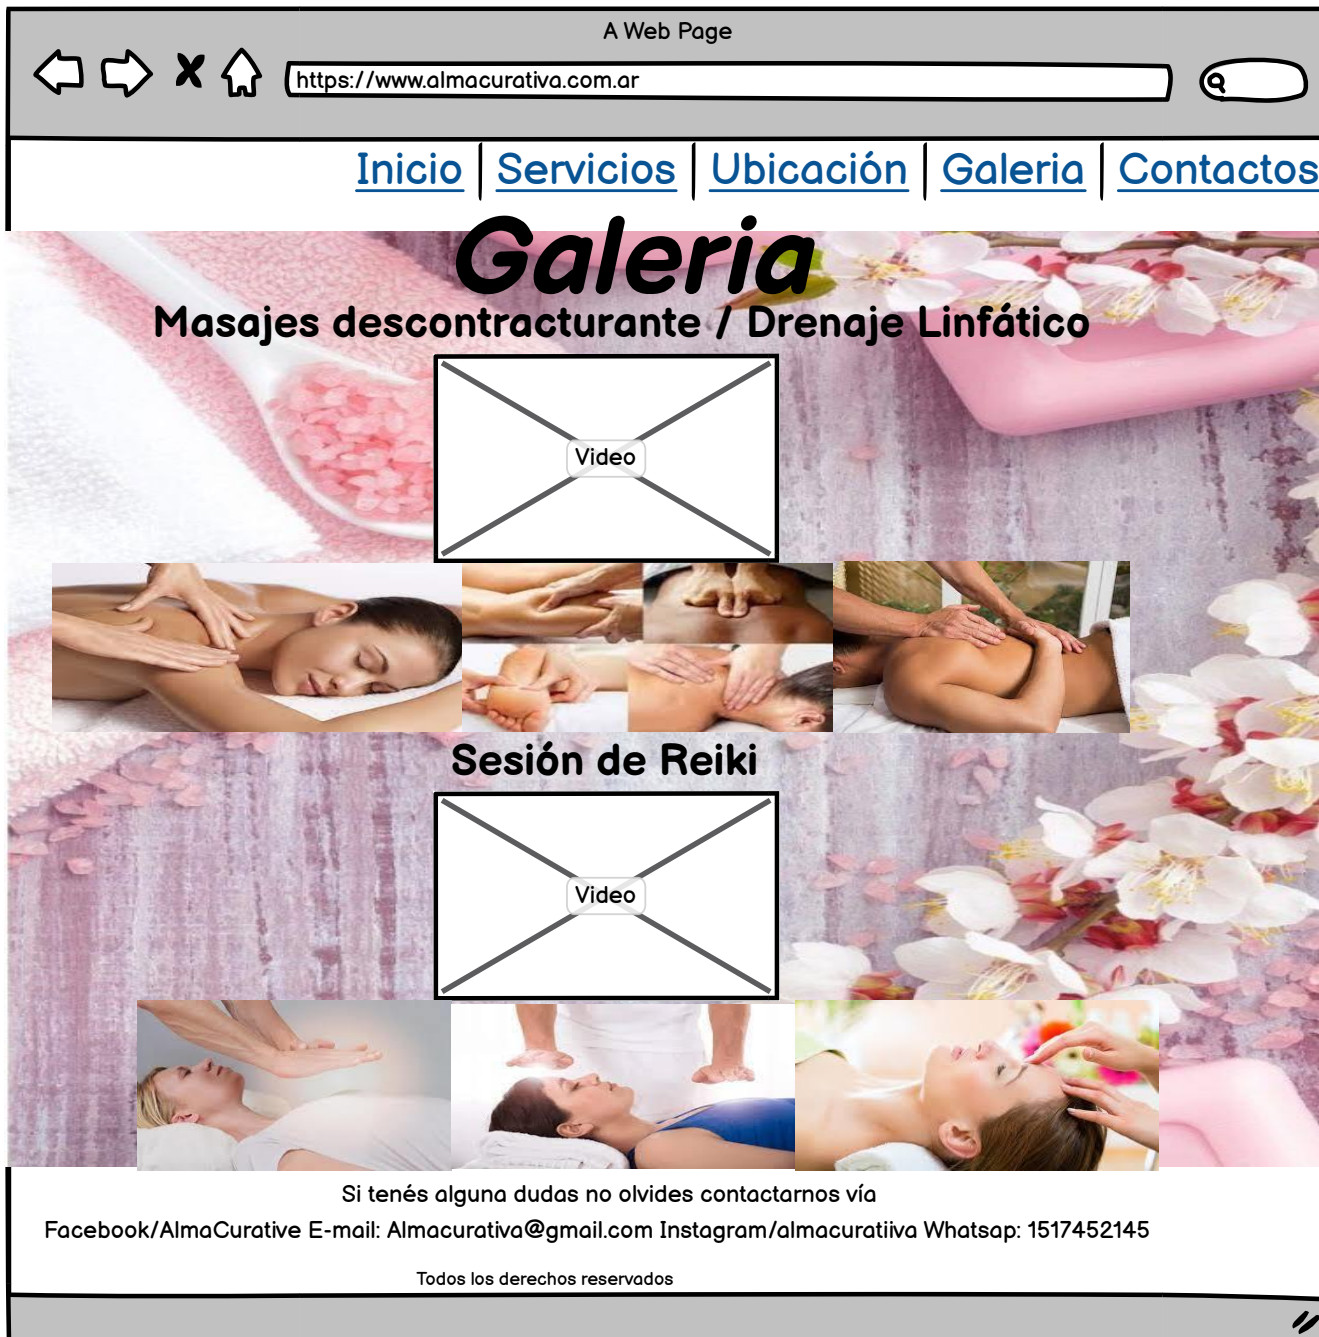 A Web Page
https://www.almacurativa.com.ar
Inicio | Servicios | Ubicación | Galeria | Contactos
Galeria
Masajes descontracturante / Drenaje Linfático
Video
Sesión de Reiki
Video
Si tenés alguna dudas no olvides contactarnos vía
Facebook/AlmaCurative E-mail: Almacurativa@gmail.com Instagram/almacuratiiva Whatsap: 1517452145
Todos los derechos reservados